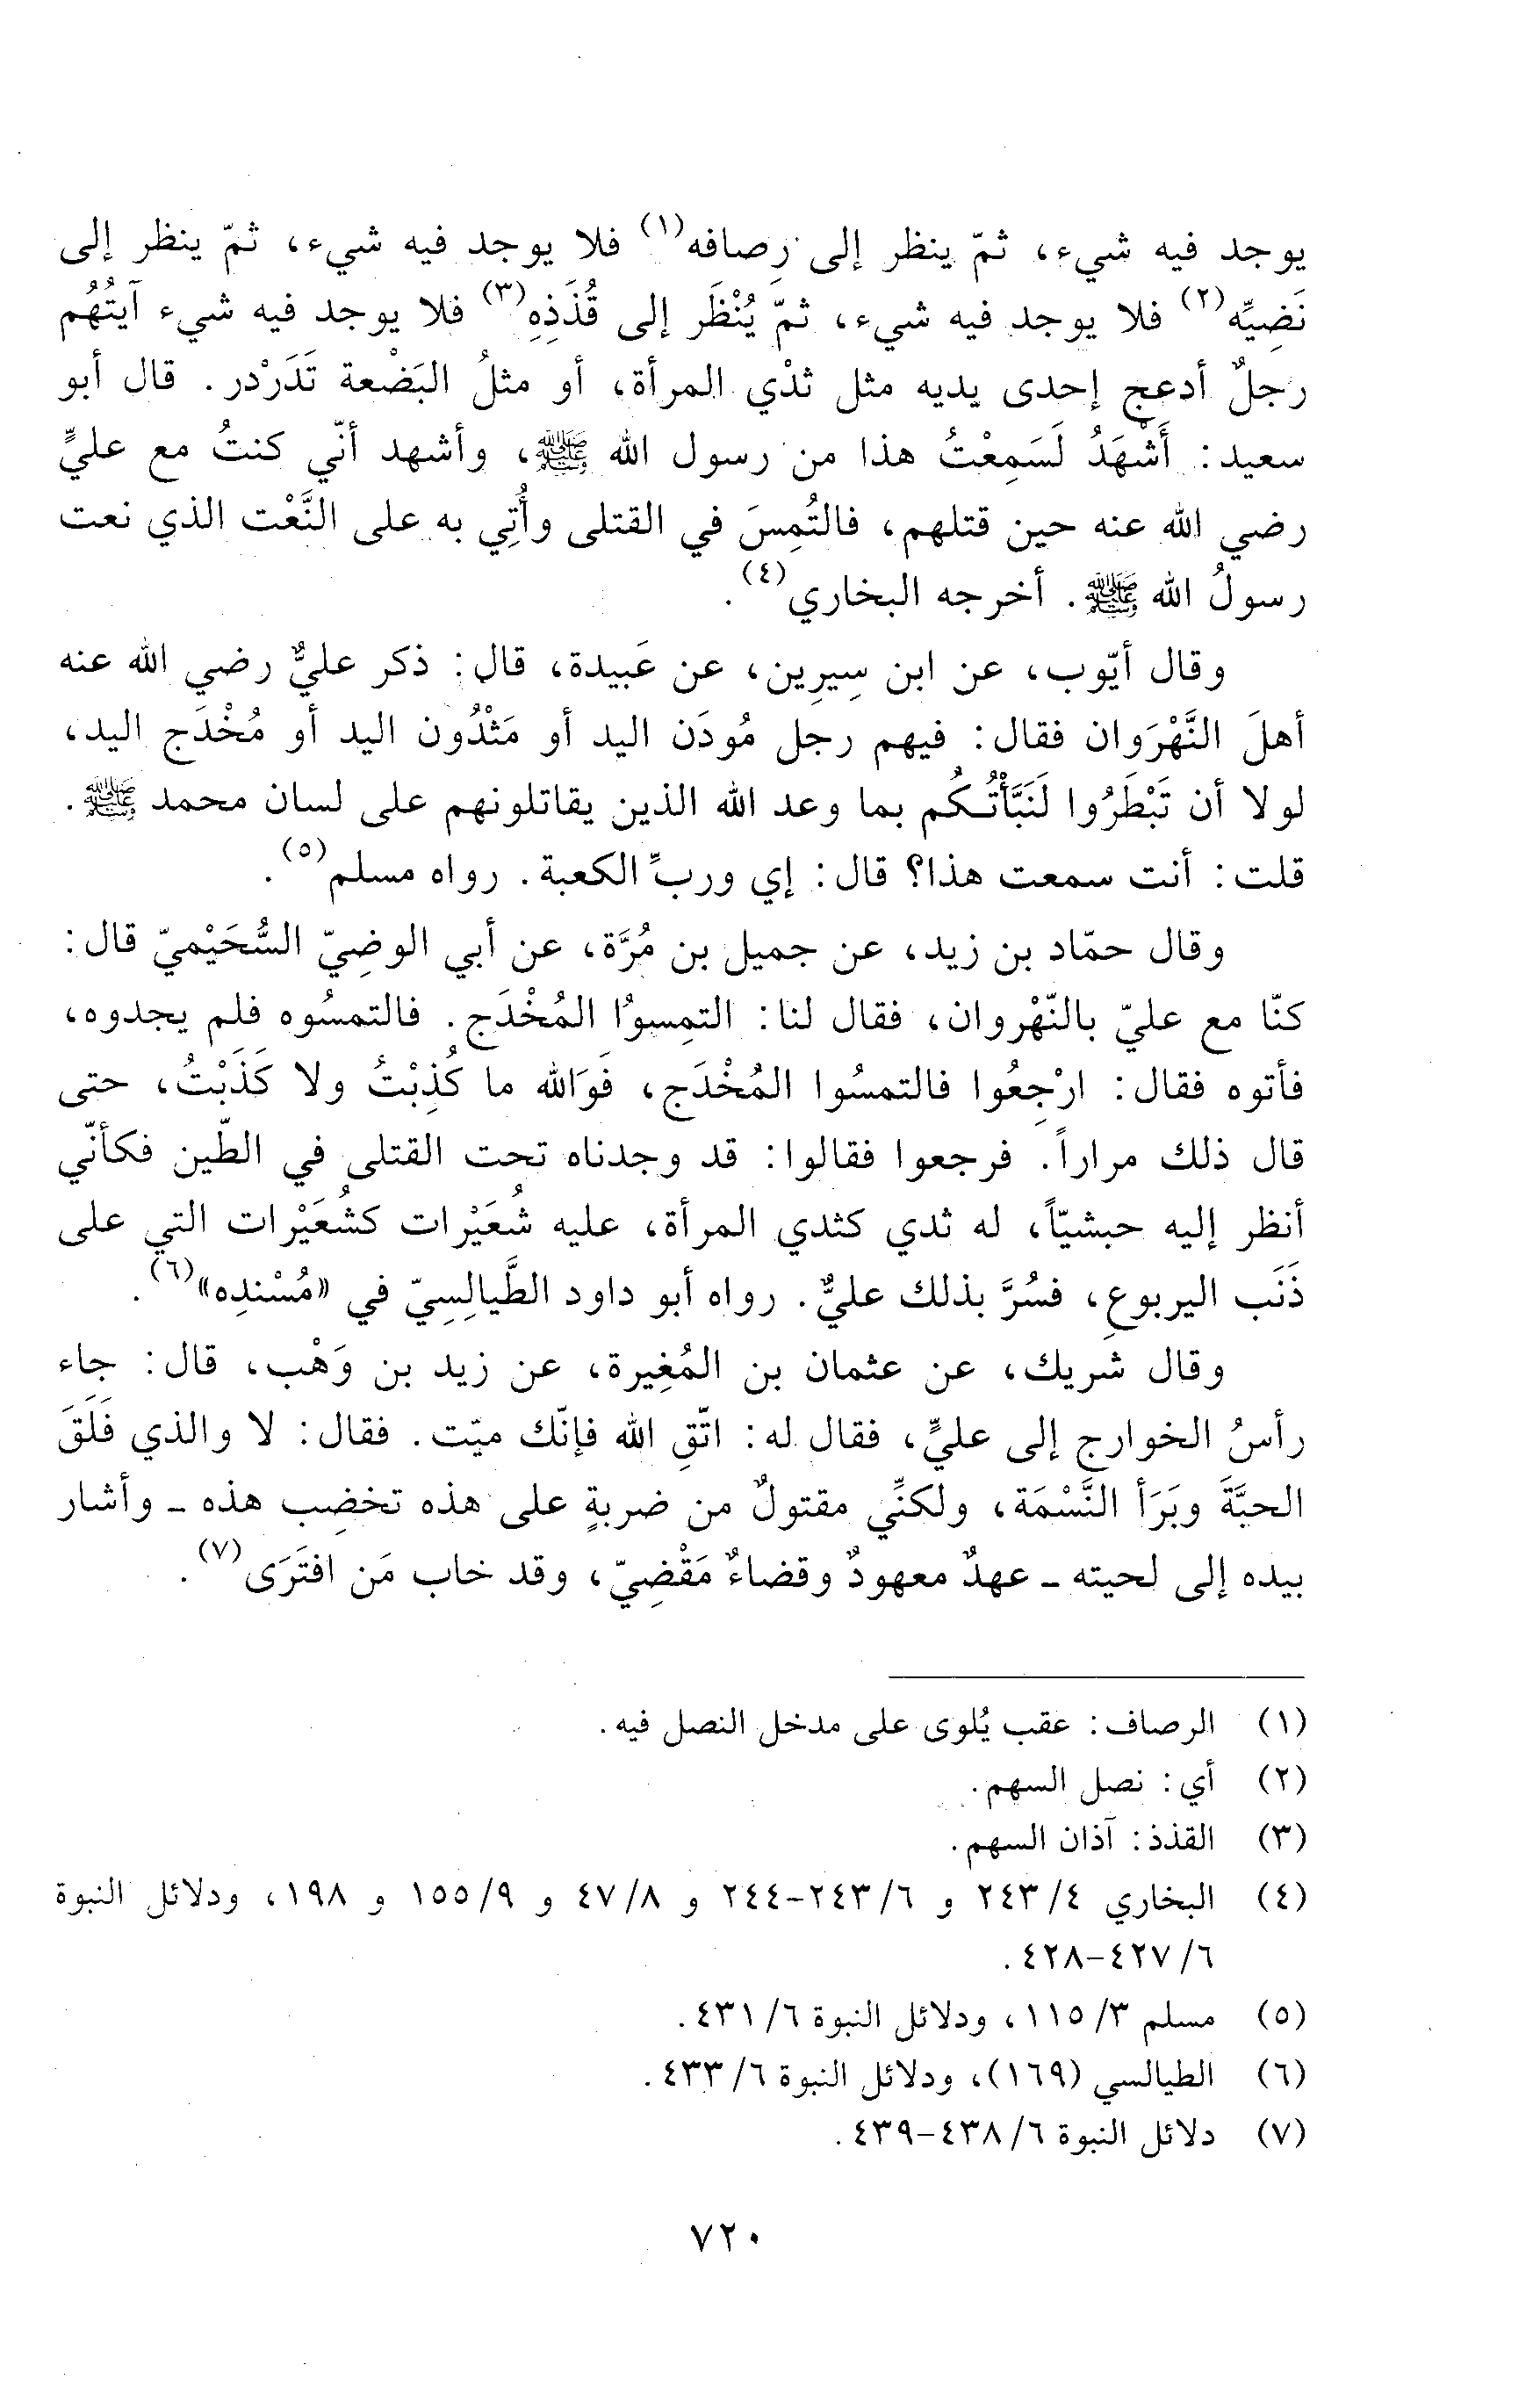 يوجد فيه شيء، ثمّ ينظر إلى رِصافه(١) فلا يوجد فيه شيء، ثمّ ينظر إلى
نَضِيِّه(٢) فلا يوجد فيه شيء، ثمّ يُنْظَر إلى قُذَذِهِ(٣) فلا يوجد فيه شيء آيتُهُم
رجلٌ أدعج إحدى يديه مثل ثدْي المرأة، أو مثلُ البَضْعة تَدَرْدر. قال أبو
سعيد: أَشْهَدُ لَسَمِعْتُ هذا من رسول الله ﷺ، وأشهد أنّي كنتُ مع عليٍّ
رضي الله عنه حين قتلهم، فالتُمِسَ في القتلى وأُتِي به على النَّعْت الذي نعت
رسولُ الله ﷺ. أخرجه البخاري(٤).
وقال أيّوب، عن ابن سِيرِين، عن عَبيدة، قال: ذكر عليٌّ رضي الله عنه
أهلَ النَّهْرَوان فقال: فيهم رجل مُودَن اليد أو مَثْدُون اليد أو مُخْدَج اليد،
لولا أن تَبْطَرُوا لَنَبَّأْتُكُم بما وعد الله الذين يقاتلونهم على لسان محمد ﷺ.
قلت: أنت سمعت هذا؟ قال: إي وربِّ الكعبة. رواه مسلم(٥).
وقال حمّاد بن زيد، عن جميل بن مُرَّة، عن أبي الوضِيّ السُّحَيْميّ قال:
كنّا مع عليّ بالنّهْروان، فقال لنا: التمِسوُا المُخْدَج. فالتمسُوه فلم يجدوه،
فأتوه فقال: ارْجِعُوا فالتمسُوا المُخْدَج، فَوَالله ما كُذِبْتُ ولا كَذَبْتُ، حتى
قال ذلك مراراً. فرجعوا فقالوا: قد وجدناه تحت القتلى في الطّين فكأنّي
أنظر إليه حبشيّاً، له ثدي كثدي المرأة، عليه شُعَيْرات كشُعَيْرات التي على
ذَنَب اليربوعِ، فسُرَّ بذلك عليٌّ. رواه أبو داود الطَّيالِسِيّ في «مُسْندِه»(٦).
وقال شريك، عن عثمان بن المُغِيرة، عن زيد بن وَهْب، قال: جاء
رأسُ الخوارج إلى عليٍّ، فقال له: اتّقِ الله فإنّك ميّت. فقال: لا والذي فَلَقَ
الحبَّةَ وبَرَأ النَّسْمَة، ولكنِّي مقتولٌ من ضربةٍ على هذه تخضِب هذه ـ وأشار
بيده إلى لحيته ـ عهدٌ معهودٌ وقضاءٌ مَقْضِيّ، وقد خاب مَن افتَرَى(٧).
(١) الرصاف: عقب يُلوى على مدخل النصل فيه.
(٢) أي: نصل السهم.
(٣) القذذ: آذان السهم.
(٤) البخاري ٤/ ٢٤٣ و ٦/ ٢٤٣-٢٤٤ و ٨/ ٤٧ و ٩/ ١٥٥ و ١٩٨، ودلائل النبوة
٦/ ٤٢٧-٤٢٨.
(٥) مسلم ٣/ ١١٥، ودلائل النبوة ٦/ ٤٣١.
(٦) الطيالسي (١٦٩)، ودلائل النبوة ٦/ ٤٣٣.
(٧) دلائل النبوة ٦/ ٤٣٨-٤٣٩.
٧٢٠